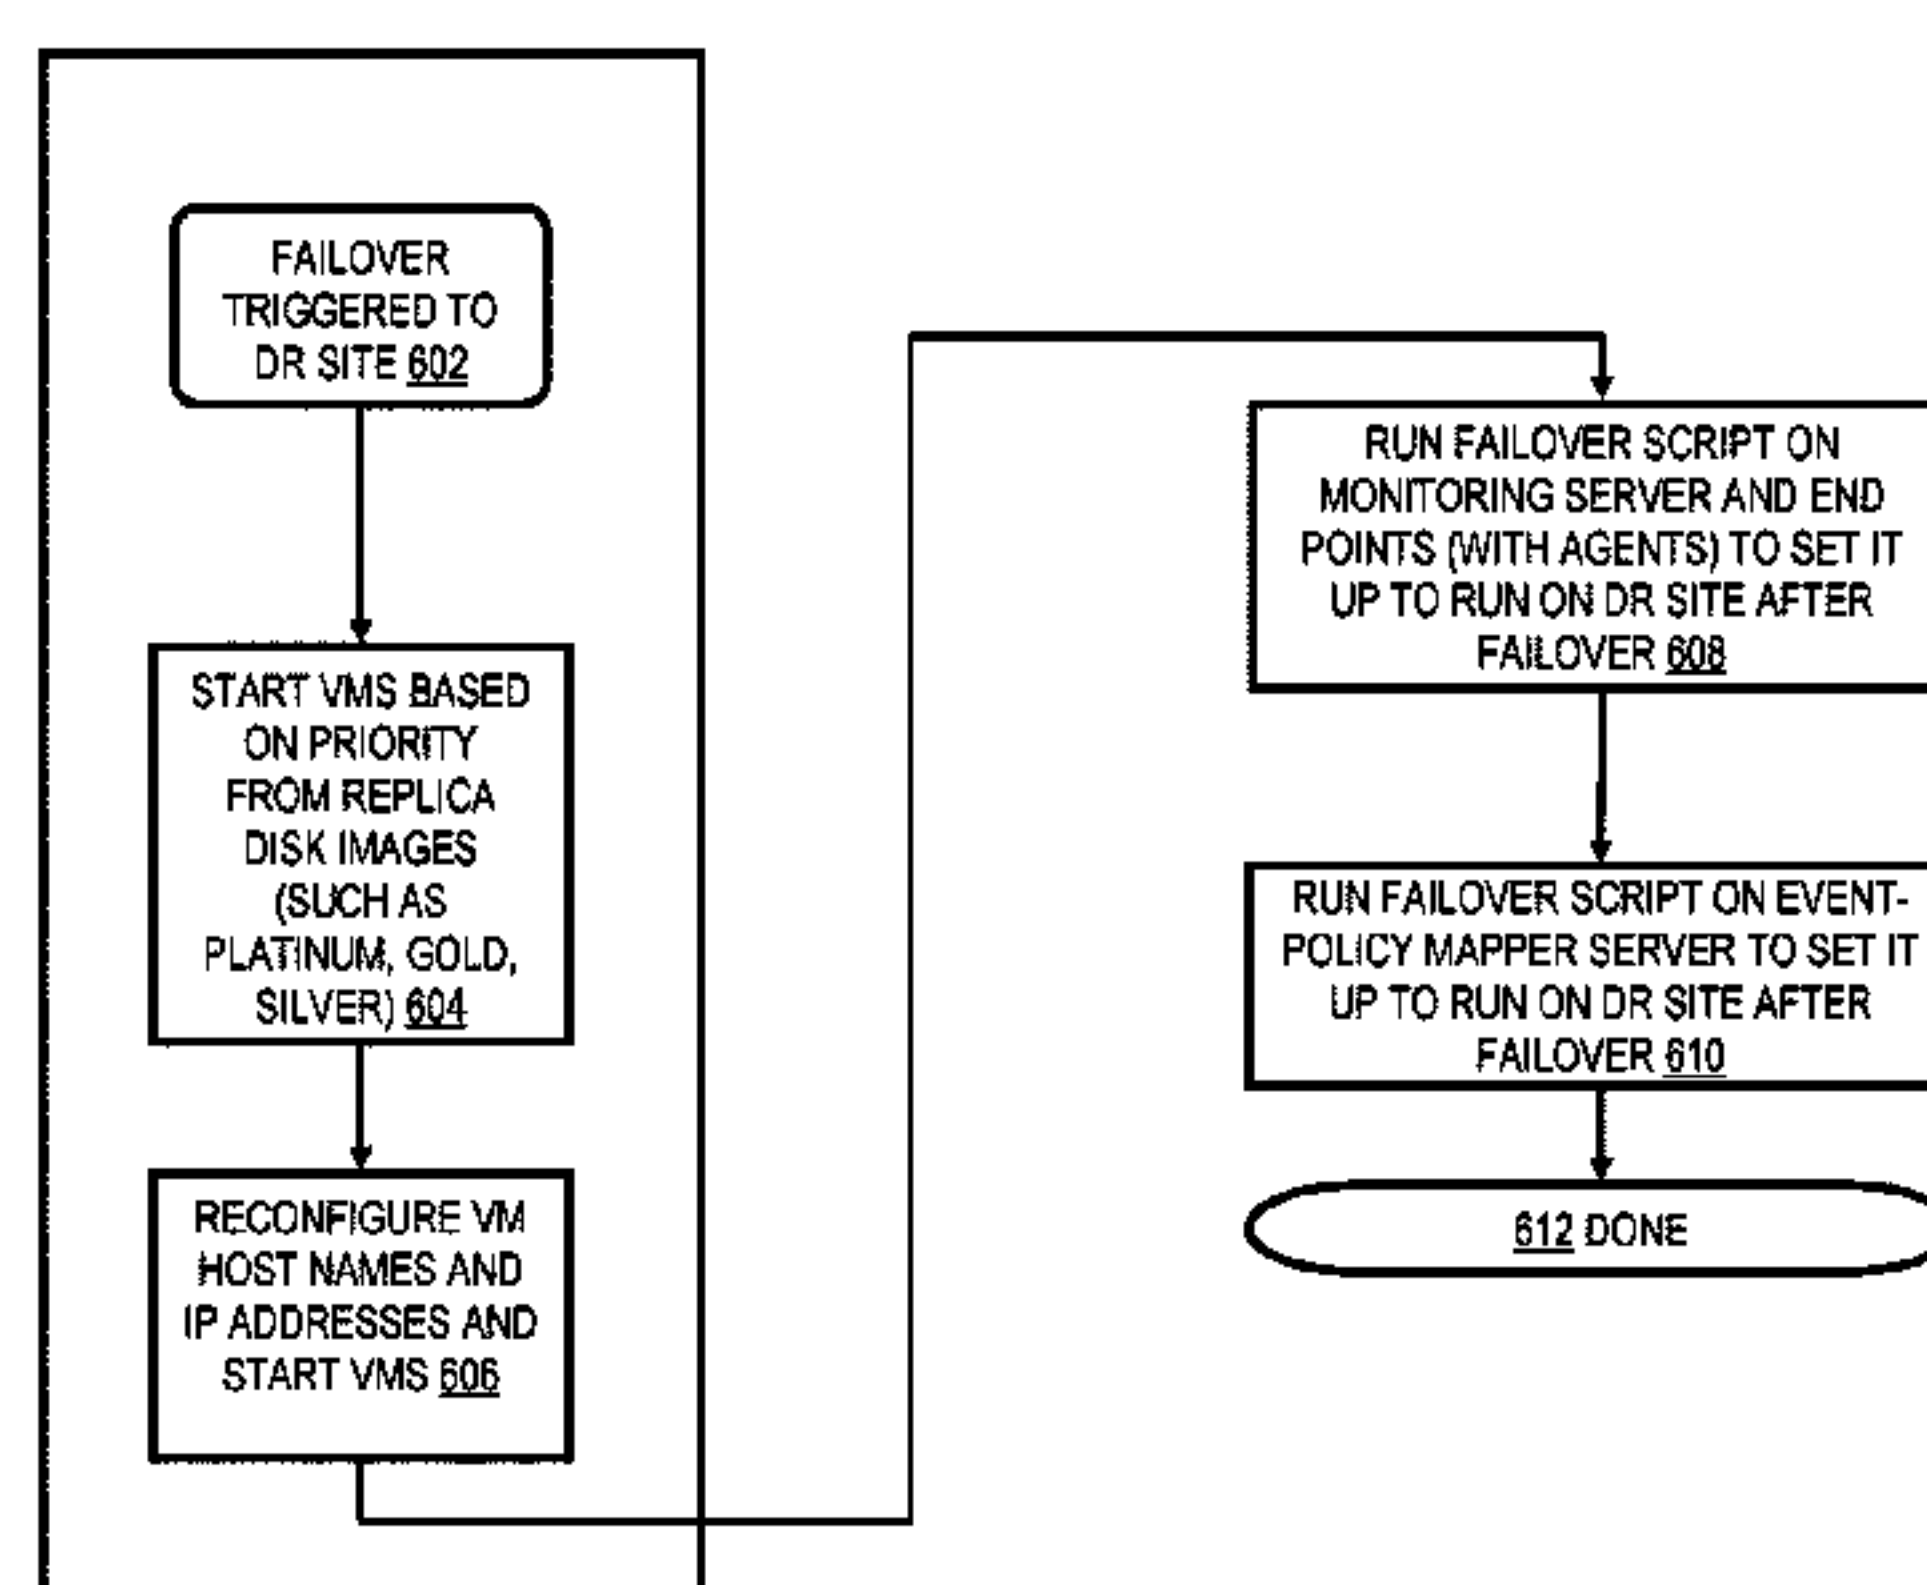 FAILOVER
TRIGGERED TO
DR SITE 602
START VMS BASED
ON PRIORITY
FROM REPLICA
DISK IMAGES
(SUCH AS
PLATINUM, GOLD,
SILVER) 604
RECONFIGURE VM
HOST NAMES AND
IP ADDRESSES AND
START VMS 606
RUN FAILOVER SCRIPT ON
MONITORING SERVER AND END
POINTS (WITH AGENTS) TO SET IT
UP TO RUN ON DR SITE AFTER
FAILOVER 608
RUN FAILOVER SCRIPT ON EVENT-
POLICY MAPPER SERVER TO SET IT
UP TO RUN ON DR SITE AFTER
FAILOVER 610
612 DONE